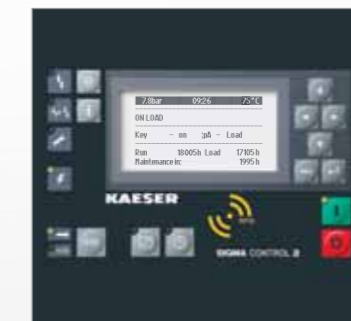 7.8bar 09:26 75°C
ON LOAD
Key - on :pA - Load
Run 18005h Load 17105h
Maintenance in: 1995h
KAESER
RFID
SIGMA CONTROL 2
I